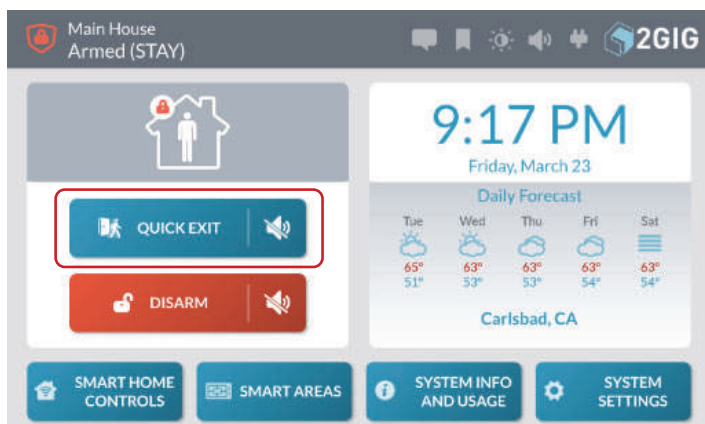 Main House
Armed (STAY)
2GIG
QUICK EXIT
DISARM
9:17 PM
Friday, March 23
Daily Forecast
Tue Wed Thu Fri Sat
65° 63° 63° 63° 63°
51° 53° 53° 54° 54°
Carlsbad, CA
SMART HOME
CONTROLS
SMART AREAS
SYSTEM INFO
AND USAGE
SYSTEM
SETTINGS